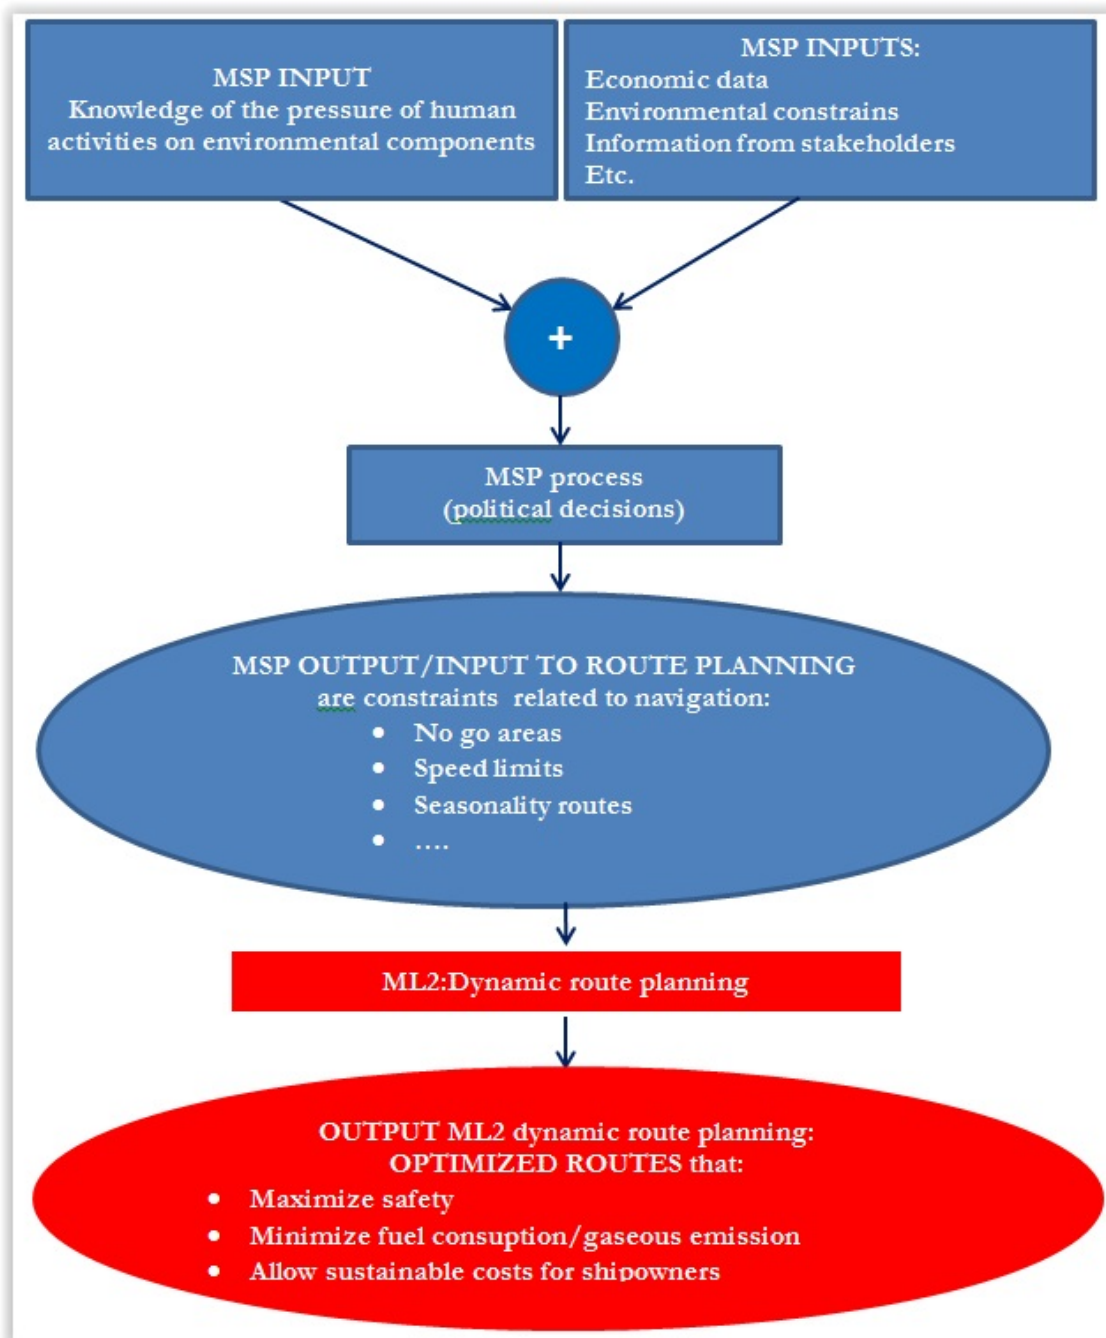 MSP INPUT
Knowledge of the pressure of human
activities on environmental components
MSP INPUTS:
Economic data
Environmental constrains
Information from stakeholders
Etc.
+
MSP process
(political decisions)
MSP OUTPUT/INPUT TO ROUTE PLANNING
are constraints related to navigation:
• No go areas
• Speed limits
• Seasonality routes
• ....
ML2:Dynamic route planning
OUTPUT ML2 dynamic route planning:
OPTIMIZED ROUTES that:
• Maximize safety
• Minimize fuel consuption/gaseous emission
• Allow sustainable costs for shipowners